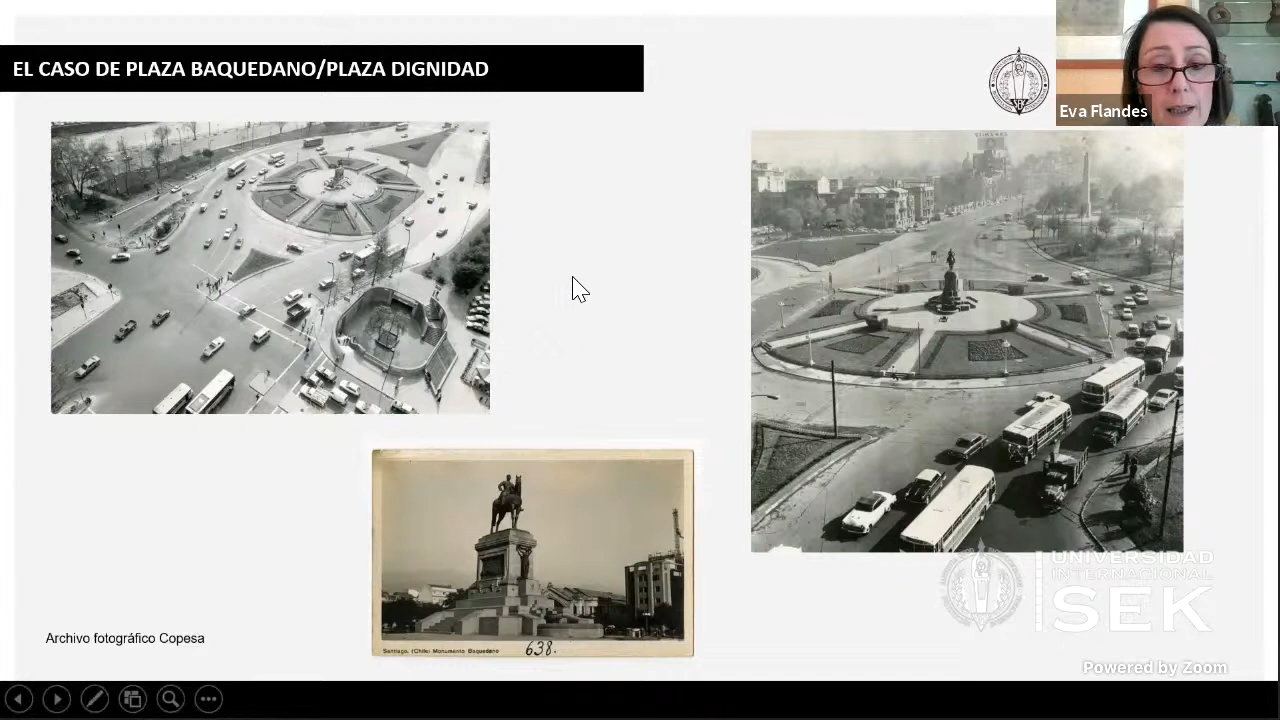 EL CASO DE PLAZA BAQUEDANO/PLAZA DIGNIDAD
Eva Flandes
Santiago. (Chile) Monumento. Baquedano
638.
Archivo fotográfico Copesa
UNIVERSIDAD
INTERNACIONAL
SEK
Powered by Zoom